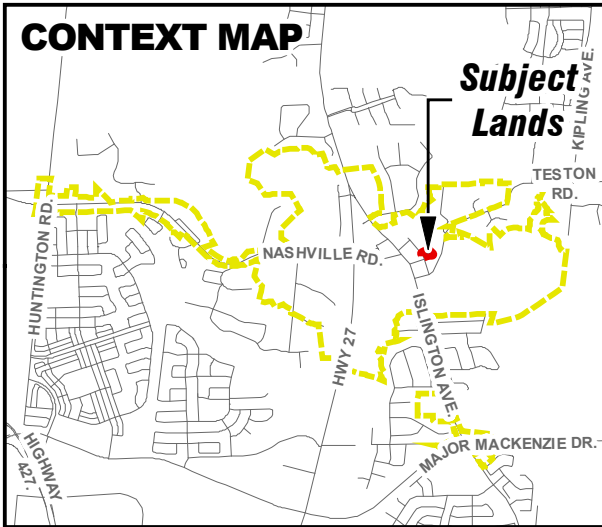 CONTEXT MAP
Subject
Lands
KIPLING AVE.
TESTON
RD.
HUNTINGTON RD.
NASHVILLE RD.
HWY 27
ISLINGTON AVE.
MAJOR MACKENZIE DR.
HIGHWAY
427.